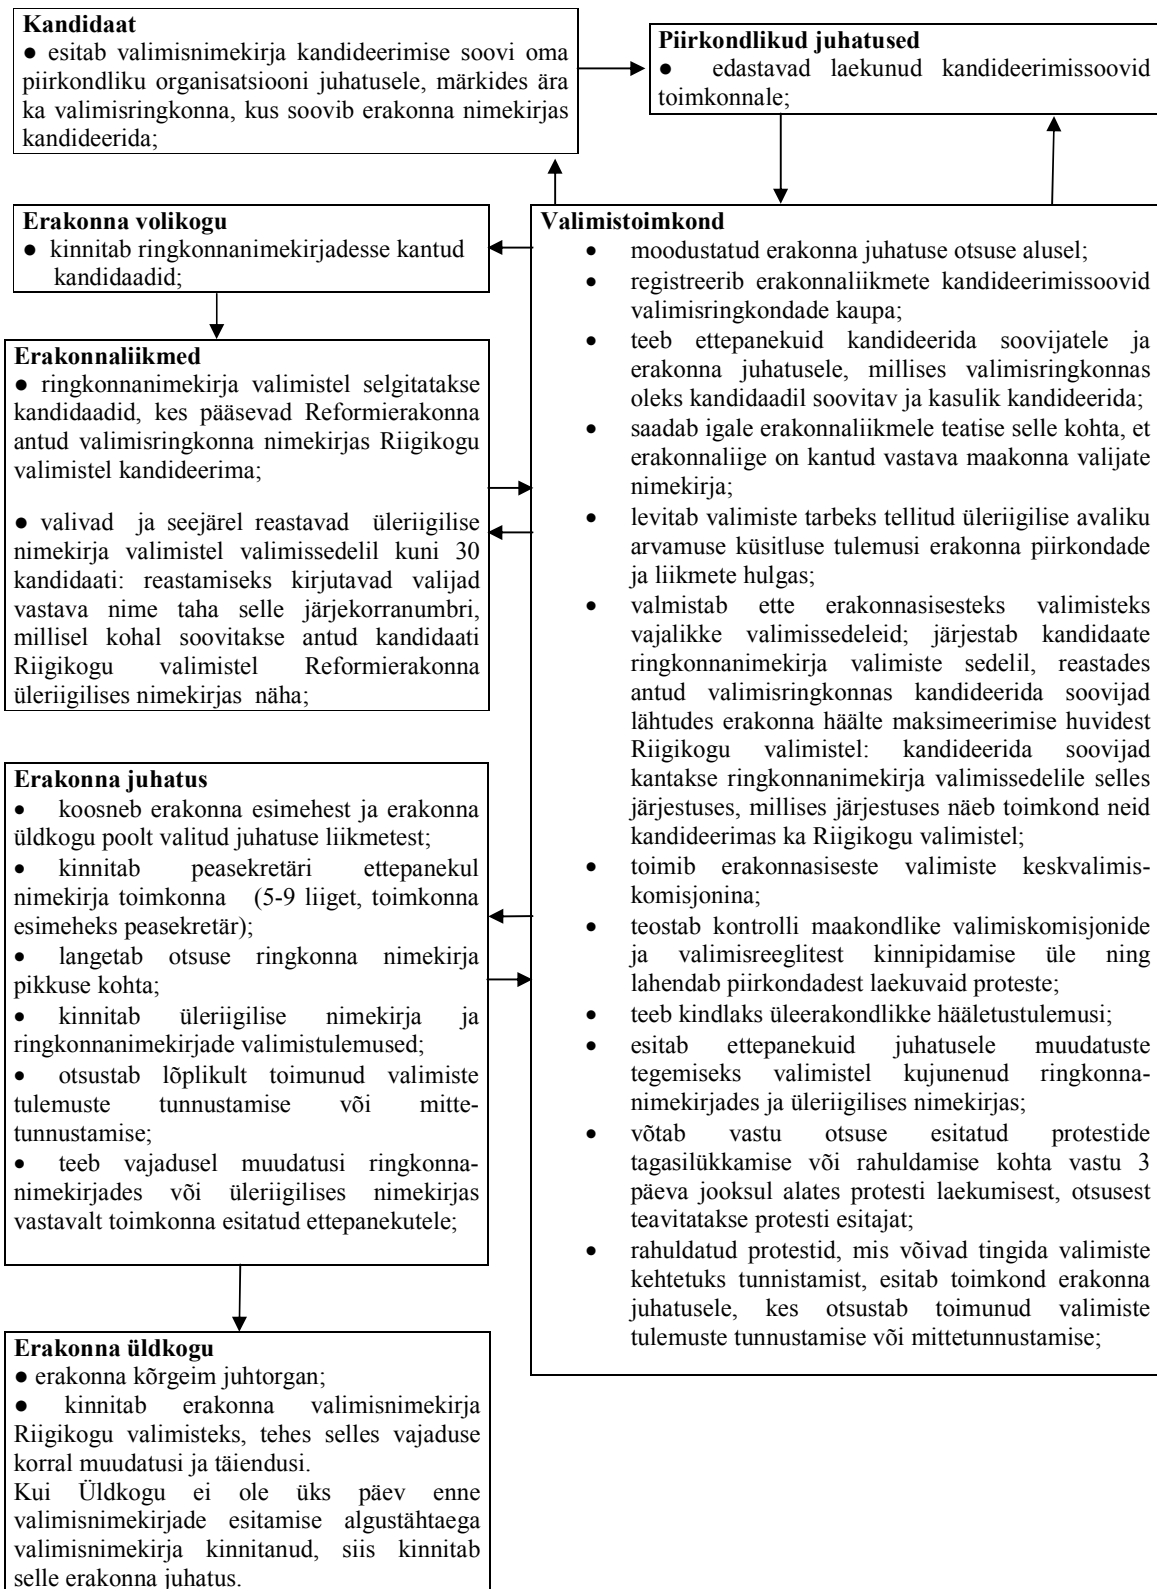 Kandidaat
● esitab valimisnimekirja kandideerimise soovi oma
piirkondliku organisatsiooni juhatusele, märkides ära
ka valimisringkonna, kus soovib erakonna nimekirjas
kandideerida;
Piirkondlikud juhatused
● edastavad laekunud kandideerimissoovid
toimkonnale;
Erakonna volikogu
● kinnitab ringkonnanimekirjadesse kantud
kandidaadid;
Erakonnaliikmed
● ringkonnanimekirja valimistel selgitatakse
kandidaadid, kes pääsevad Reformierakonna
antud valimisringkonna nimekirjas Riigikogu
valimistel kandideerima;
● valivad ja seejärel reastavad üleriigilise
nimekirja valimistel valimissedelil kuni 30
kandidaati: reastamiseks kirjutavad valijad
vastava nime taha selle järjekorranumbri,
millisel kohal soovitakse antud kandidaati
Riigikogu valimistel Reformierakonna
üleriigilises nimekirjas näha;
Erakonna juhatus
• koosneb erakonna esimehest ja erakonna
üldkogu poolt valitud juhatuse liikmetest;
• kinnitab peasekretäri ettepanekul
nimekirja toimkonna (5-9 liiget, toimkonna
esimeheks peasekretär);
• langetab otsuse ringkonna nimekirja
pikkuse kohta;
• kinnitab üleriigilise nimekirja ja
ringkonnanimekirjade valimistulemused;
• otsustab lõplikult toimunud valimiste
tulemuste tunnustamise või mitte-
tunnustamise;
• teeb vajadusel muudatusi ringkonna-
nimekirjades või üleriigilises nimekirjas
vastavalt toimkonna esitatud ettepanekutele;
Erakonna üldkogu
● erakonna kõrgeim juhtorgan;
● kinnitab erakonna valimisnimekirja
Riigikogu valimisteks, tehes selles vajaduse
korral muudatusi ja täiendusi.
Kui Üldkogu ei ole üks päev enne
valimisnimekirjade esitamise algustähtaega
valimisnimekirja kinnitanud, siis kinnitab
selle erakonna juhatus.
Valimistoimkond
• moodustatud erakonna juhatuse otsuse alusel;
• registreerib erakonnaliikmete kandideerimissoovid
valimisringkondade kaupa;
• teeb ettepanekuid kandideerida soovijatele ja
erakonna juhatusele, millises valimisringkonnas
oleks kandidaadil soovitav ja kasulik kandideerida;
• saadab igale erakonnaliikmele teatise selle kohta, et
erakonnaliige on kantud vastava maakonna valijate
nimekirja;
• levitab valimiste tarbeks tellitud üleriigilise avaliku
arvamuse küsitluse tulemusi erakonna piirkondade
ja liikmete hulgas;
• valmistab ette erakonnasisesteks valimisteks
vajalikke valimissedeleid; järjestab kandidaate
ringkonnanimekirja valimiste sedelil, reastades
antud valimisringkonnas kandideerida soovijad
lähtudes erakonna häälte maksimeerimise huvidest
Riigikogu valimistel: kandideerida soovijad
kantakse ringkonnanimekirja valimissedelile selles
järjestuses, millises järjestuses näeb toimkond neid
kandideerimas ka Riigikogu valimistel;
• toimib erakonnasiseste valimiste keskvalimis-
komisjonina;
• teostab kontrolli maakondlike valimiskomisjonide
ja valimisreeglitest kinnipidamise üle ning
lahendab piirkondadest laekuvaid proteste;
• teeb kindlaks üleerakondlikke hääletustulemusi;
• esitab ettepanekuid juhatusele muudatuste
tegemiseks valimistel kujunenud ringkonna-
nimekirjades ja üleriigilises nimekirjas;
• võtab vastu otsuse esitatud protestide
tagasilükkamise või rahuldamise kohta vastu 3
päeva jooksul alates protesti laekumisest, otsusest
teavitatakse protesti esitajat;
• rahuldatud protestid, mis võivad tingida valimiste
kehtetuks tunnistamist, esitab toimkond erakonna
juhatusele, kes otsustab toimunud valimiste
tulemuste tunnustamise või mittetunnustamise;